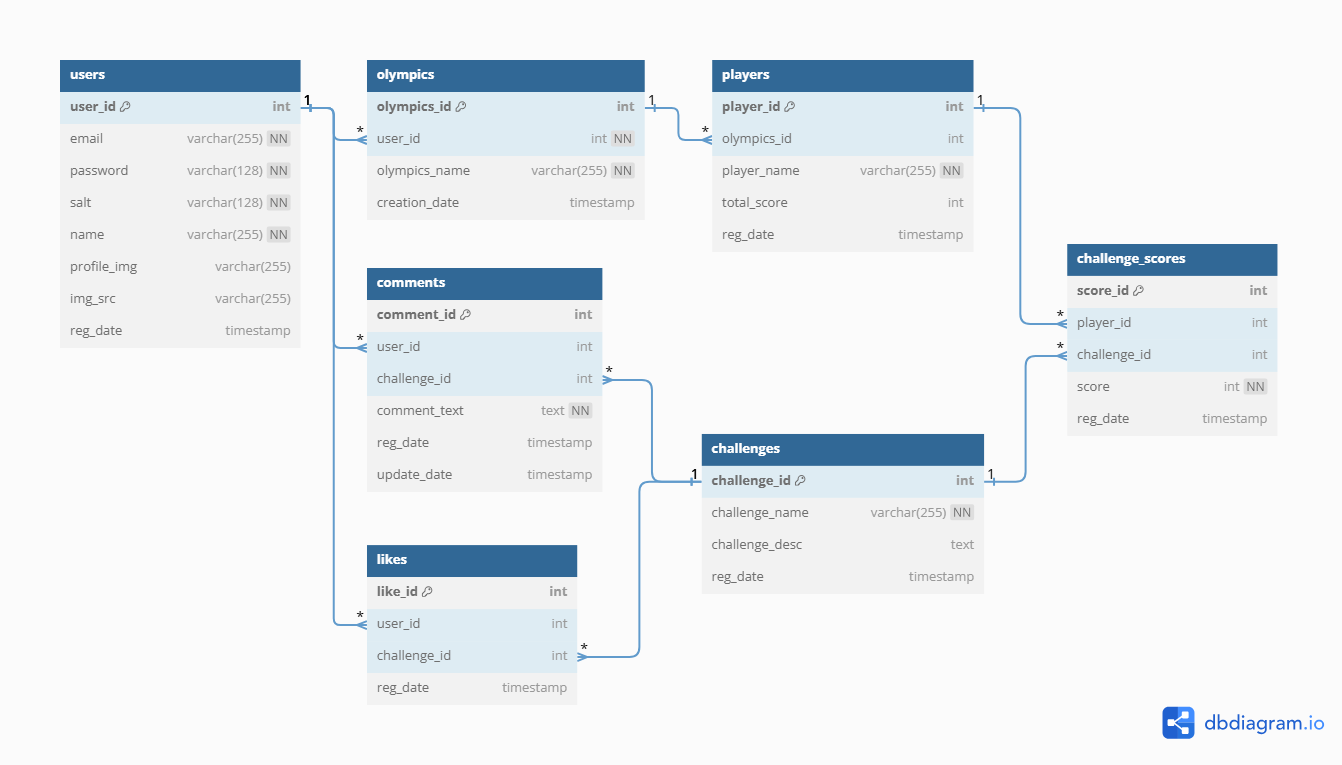 users
user_id int
email varchar(255) NN
password varchar(128) NN
salt varchar(128) NN
name varchar(255) NN
profile_img varchar(255)
img_src varchar(255)
reg_date timestamp
1
*
*
*
olympics
olympics_id int
user_id int NN
olympics_name varchar(255) NN
creation_date timestamp
1
*
players
player_id int
olympics_id int
player_name varchar(255) NN
total_score int
reg_date timestamp
1
*
comments
comment_id int
user_id int
challenge_id int
comment_text text NN
reg_date timestamp
update_date timestamp
*
likes
like_id int
user_id int
challenge_id int
reg_date timestamp
*
1
challenges
challenge_id int
challenge_name varchar(255) NN
challenge_desc text
reg_date timestamp
1
*
challenge_scores
score_id int
player_id int
challenge_id int
score int NN
reg_date timestamp
dbdiagram.io